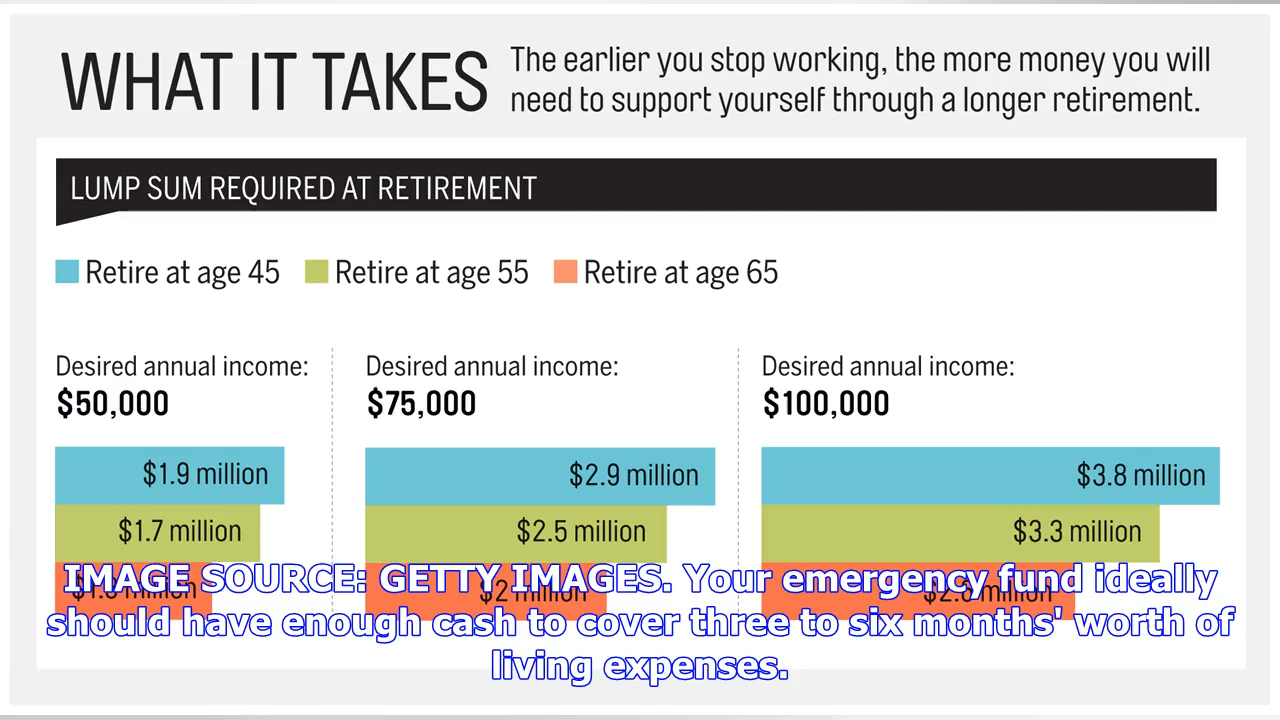 WHAT IT TAKES
The earlier you stop working, the more money you will
need to support yourself through a longer retirement.
LUMP SUM REQUIRED AT RETIREMENT
Retire at age 45
Retire at age 55
Retire at age 65
Desired annual income:
$50,000
$1.9 million
$1.7 million
million
Desired annual income:
$75,000
$2.9 million
$2.5 million
$2 million
Desired annual income:
$100,000
$3.8 million
$3.3 million
million
IMAGE SOURCE: GETTY IMAGES. Your emergency fund ideally
should have enough cash to cover three to six months' worth of
living expenses.